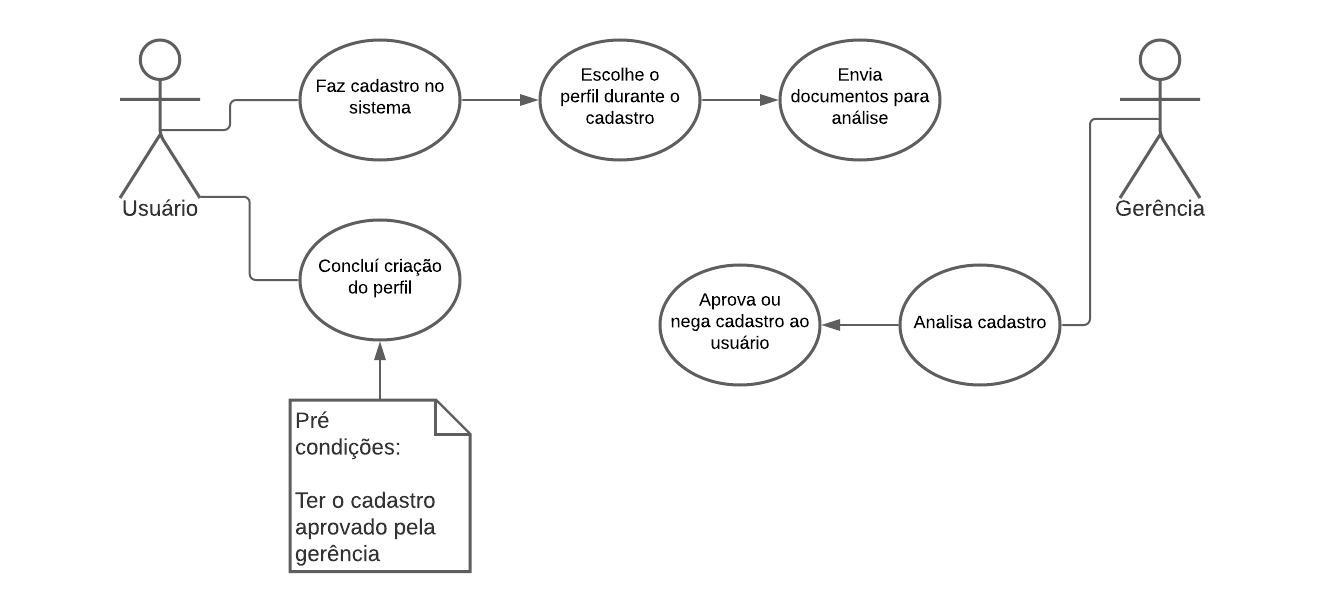 Faz cadastro no
sistema
Escolhe o
perfil durante o
cadastro
Envia
documentos para
análise
Usuário
Gerência
Concluí criação
do perfil
Aprova ou
nega cadastro ao
usuário
Analisa cadastro
Pré
condições:
Ter o cadastro
aprovado pela
gerência